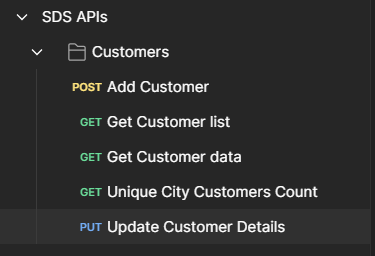 SDS APIs
Customers
POST Add Customer
GET Get Customer list
GET Get Customer data
GET Unique City Customers Count
PUT Update Customer Details